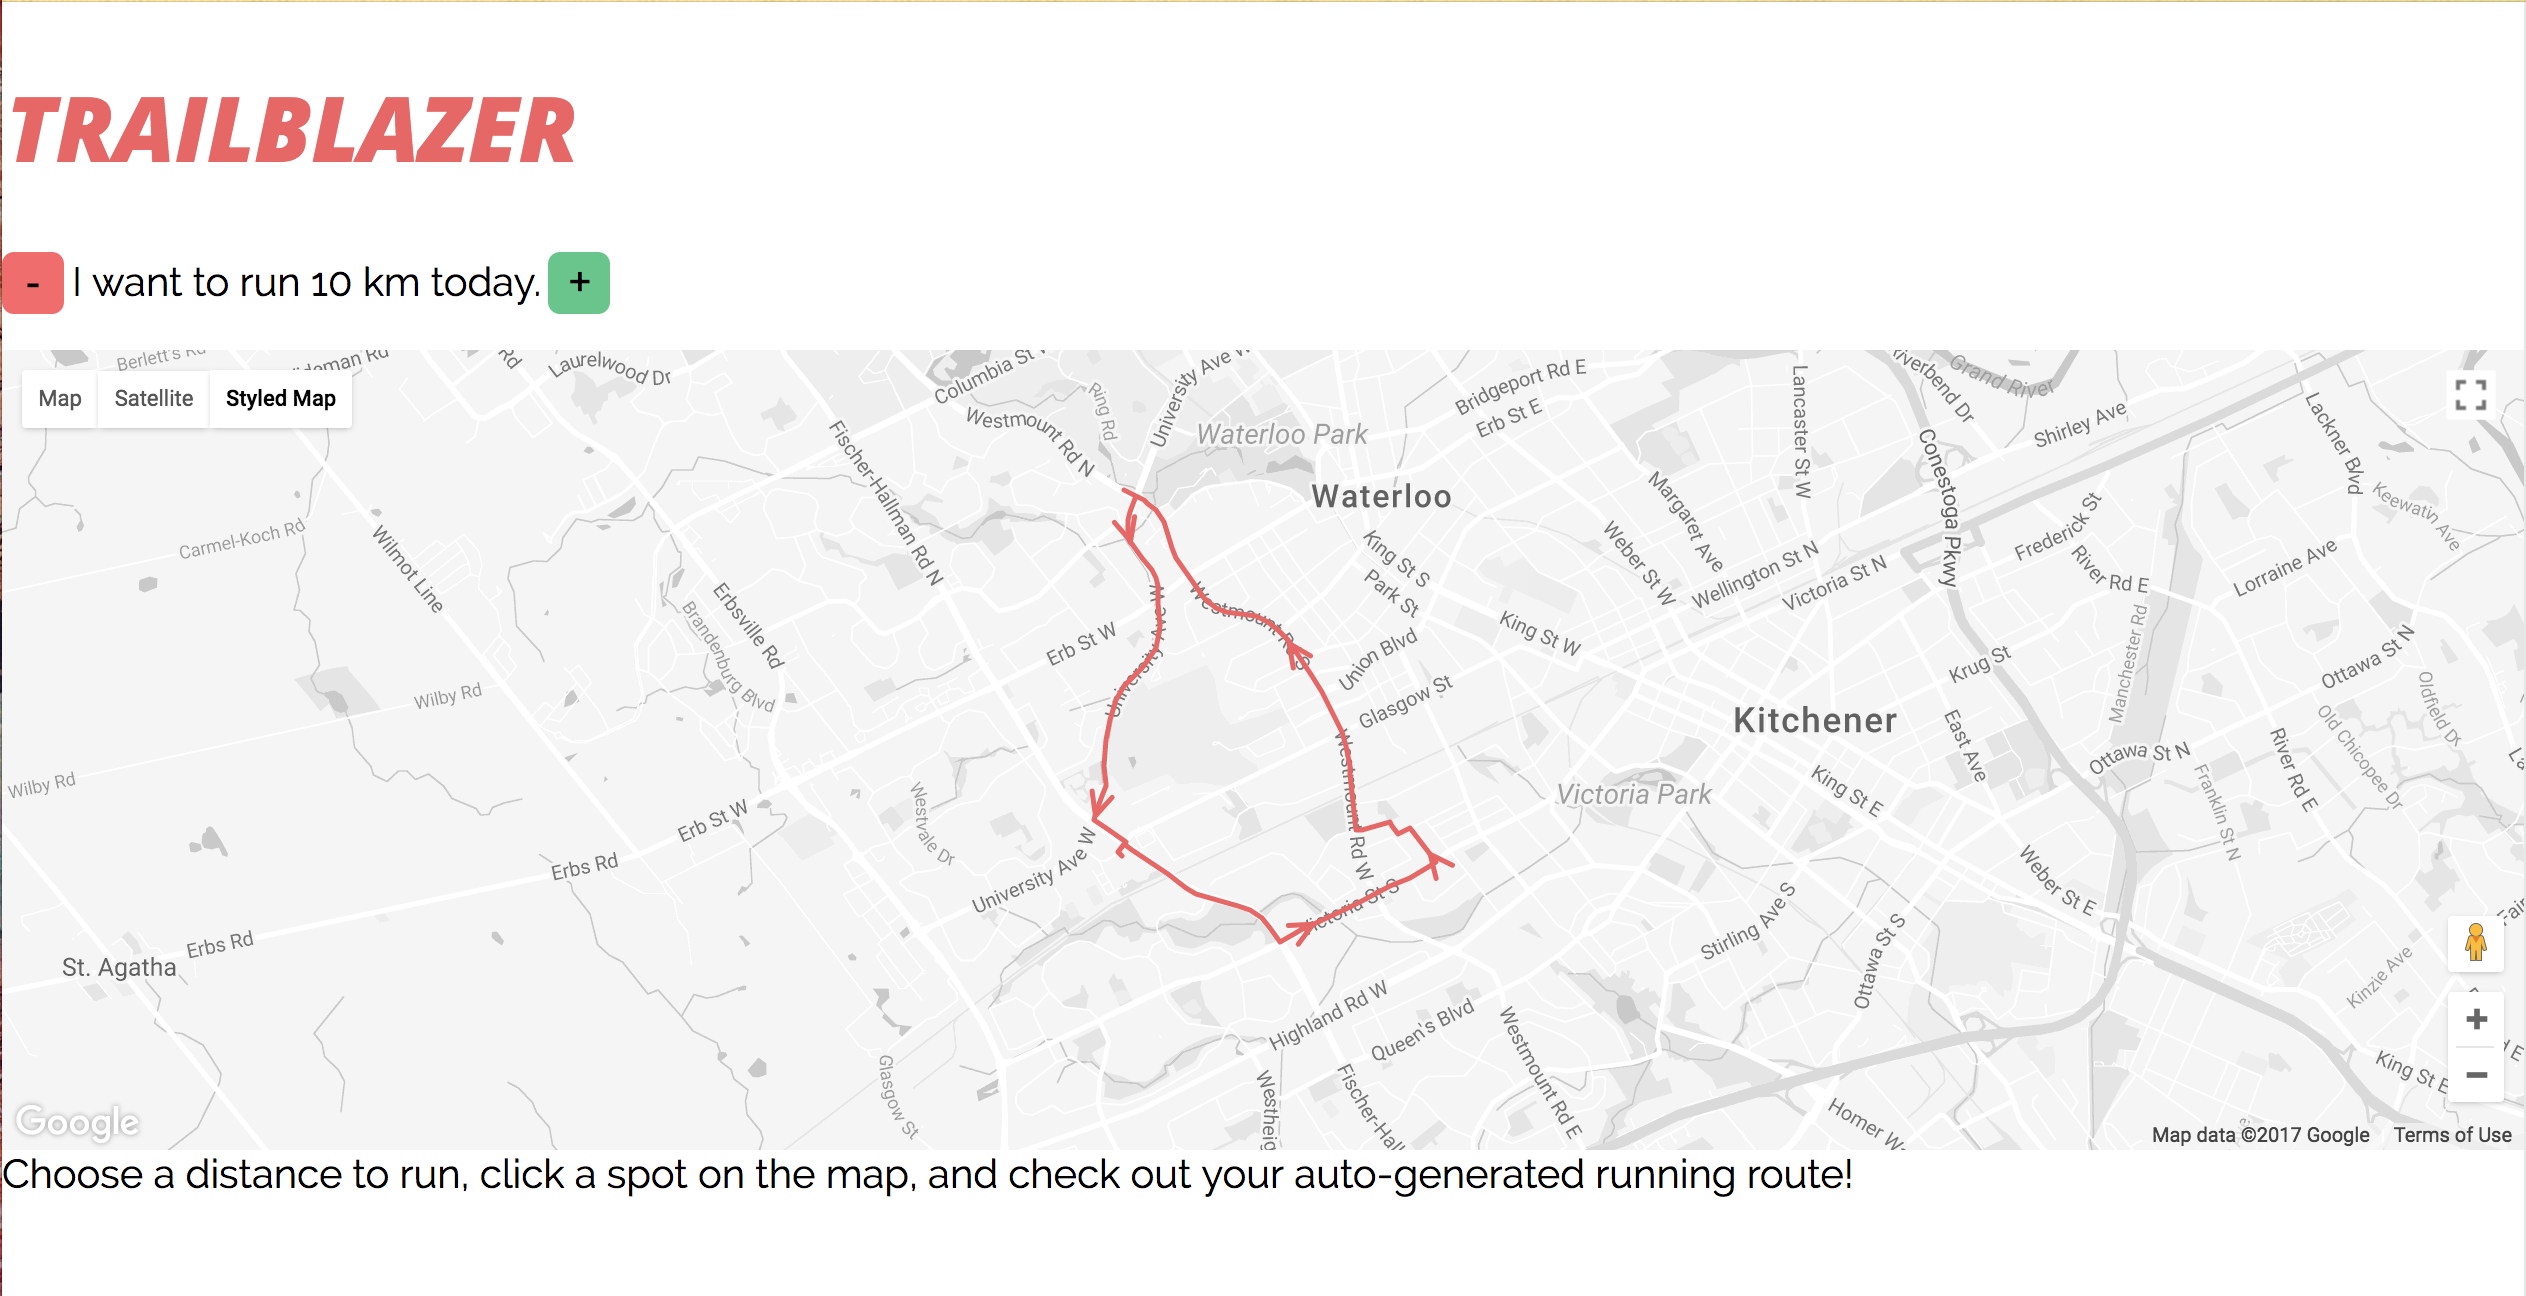 TRAILBLAZER
- I want to run 10 km today. +
Map Satellite Styled Map
Berlett's Rd
Rd
Laurelwood Dr
Columbia St
University Ave W
Westmount Rd N
Ring Rd
University Ave W
Waterloo Park
Bridgeport Rd E
Erb St E
Lancaster St W
Grand River
Shirley Ave
Lackner Blvd
Conestoga Pkwy
Keewatin Ave
Fischer-Hallman Rd N
Waterloo
Margaret Ave
Weber St W
Wellington St N
Victoria St N
Frederick St
River Rd E
Lorraine Ave
Carmel-Koch Rd
Wilmot Line
Erbsville Rd
Brandenburg Blvd
King St S
Park St
King St W
Union Blvd
Glasgow St
Erb St W
University Ave W
Westmount Rd S
Krug St
Manchester Rd
Ottawa St N
Oldfield Dr
Old Chicopee Dr
Wilby Rd
Wilby Rd
Kitchener
East Ave
Ottawa St N
River Rd E
Franklin St N
Victoria Park
King St E
Westmount Rd W
Westvale Dr
Erb St W
Erbs Rd
University Ave W
Victoria St S
Weber St E
Stirling Ave S
Ottawa St S
Erbs Rd
St. Agatha
Kinzie Ave
Highland Rd W
Queen's Blvd
Westmount Rd E
Glasgow St
King St E
Homer W
Google
Map data ©2017 Google Terms of Use
Choose a distance to run, click a spot on the map, and check out your auto-generated running route!